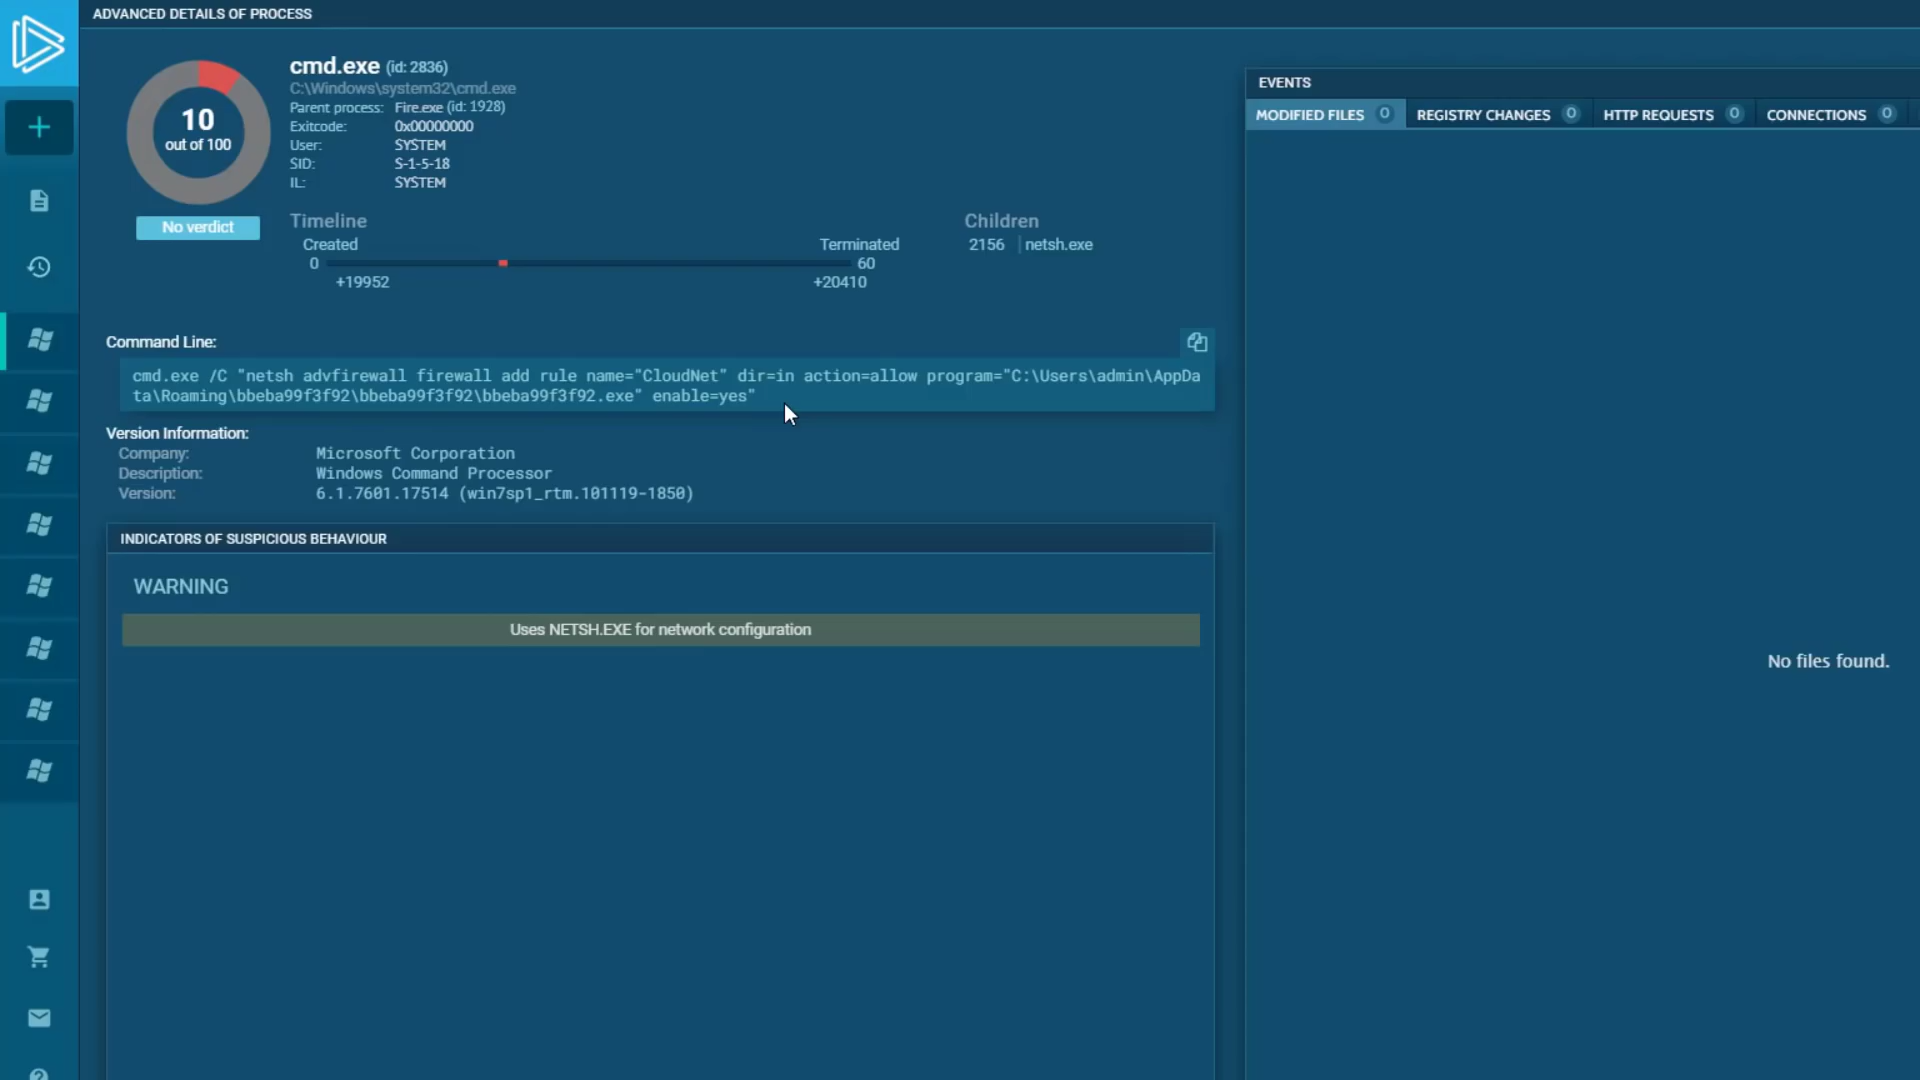 ADVANCED DETAILS OF PROCESS
10
out of 100
No verdict
cmd.exe (id: 2836)
C:\Windows\system32\cmd.exe
Parent process: Fire.exe (id: 1928)
Exitcode: 0x00000000
User: SYSTEM
SID: S-1-5-18
IL: SYSTEM
Timeline
Created Terminated
0 60
+19952 +20410
Children
2156 netsh.exe
Command Line:
cmd.exe /C "netsh advfirewall firewall add rule name="CloudNet" dir=in action=allow program="C:\Users\admin\AppDa
ta\Roaming\bbeba99f3f92\bbeba99f3f92\bbeba99f3f92.exe" enable=yes"
Version Information:
Company: Microsoft Corporation
Description: Windows Command Processor
Version: 6.1.7601.17514 (win7sp1_rtm.101119-1850)
INDICATORS OF SUSPICIOUS BEHAVIOUR
WARNING
Uses NETSH.EXE for network configuration
EVENTS
MODIFIED FILES 0 REGISTRY CHANGES 0 HTTP REQUESTS 0 CONNECTIONS 0
No files found.